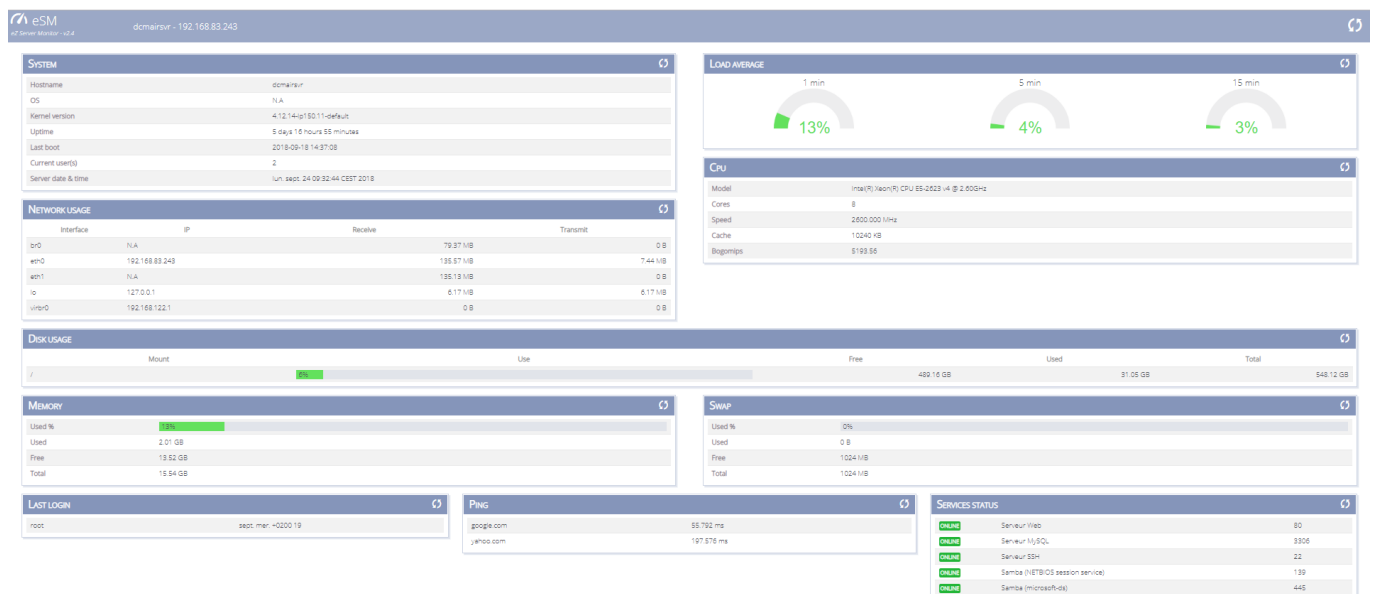 eSM
eZ Server Monitor - v2.4
dcmairsvr - 192.168.83.243
SYSTEM
Hostname dcmairsvr
OS N.A
Kernel version 4.12.14-lp150.11-default
Uptime 5 days 16 hours 55 minutes
Last boot 2018-09-18 14:37:08
Current user(s) 2
Server date & time lun. sept. 24 09:32:44 CEST 2018
LOAD AVERAGE
1 min 5 min 15 min
13% 4% 3%
CPU
Model Intel(R) Xeon(R) CPU E5-2623 v4 @ 2.60GHz
Cores 8
Speed 2600.000 MHz
Cache 10240 KB
Bogomips 5193.56
NETWORK USAGE
Interface IP Receive Transmit
br0 N.A 79.37 MB 0 B
eth0 192.168.83.243 135.57 MB 7.44 MB
eth1 N.A 135.13 MB 0 B
lo 127.0.0.1 6.17 MB 6.17 MB
virbr0 192.168.122.1 0 B 0 B
DISK USAGE
Mount Use Free Used Total
/ 6% 489.16 GB 31.05 GB 548.12 GB
MEMORY
Used % 13%
Used 2.01 GB
Free 13.52 GB
Total 15.54 GB
SWAP
Used % 0%
Used 0 B
Free 1024 MB
Total 1024 MB
LAST LOGIN
root sept. mer. +0200 19
PING
google.com 55.792 ms
yahoo.com 197.576 ms
SERVICES STATUS
ONLINE Serveur Web 80
ONLINE Serveur MySQL 3306
ONLINE Serveur SSH 22
ONLINE Samba (NETBIOS session service) 139
ONLINE Samba (microsoft-ds) 445